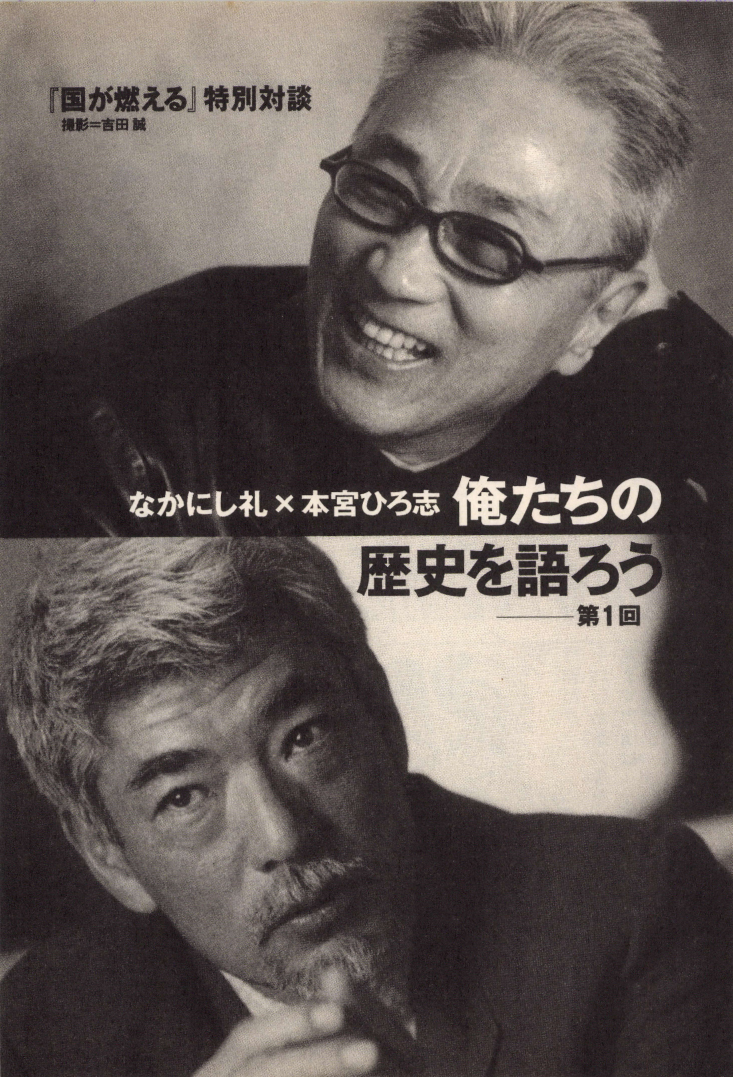 『国が燃える』特別対談
撮影=吉田 誠
なかにし礼×本宮ひろ志 俺たちの
歴史を語ろう
──第1回